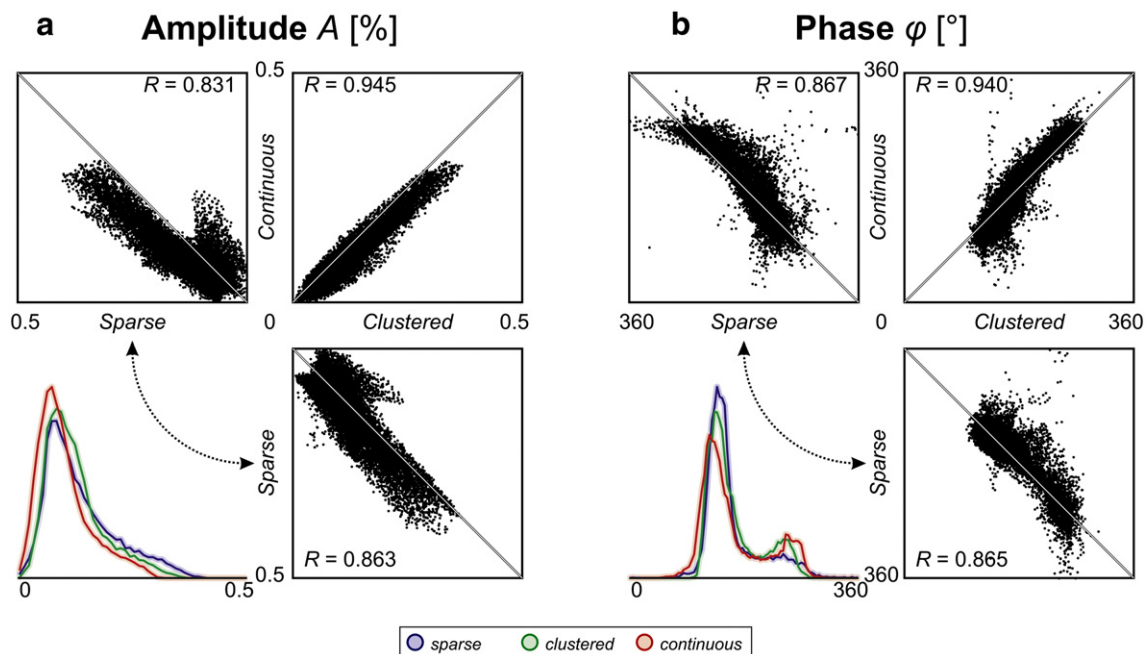 a Amplitude A [%] b Phase φ [°]
R = 0.831 0.5 R = 0.945 R = 0.867 360 R = 0.940
Continuous Continuous
0.5 Sparse 0 Clustered 0.5 360 Sparse 0 Clustered 360
Sparse Sparse
R = 0.863 R = 0.865
0 0.5 0.5 0 360 360
sparse clustered continuous